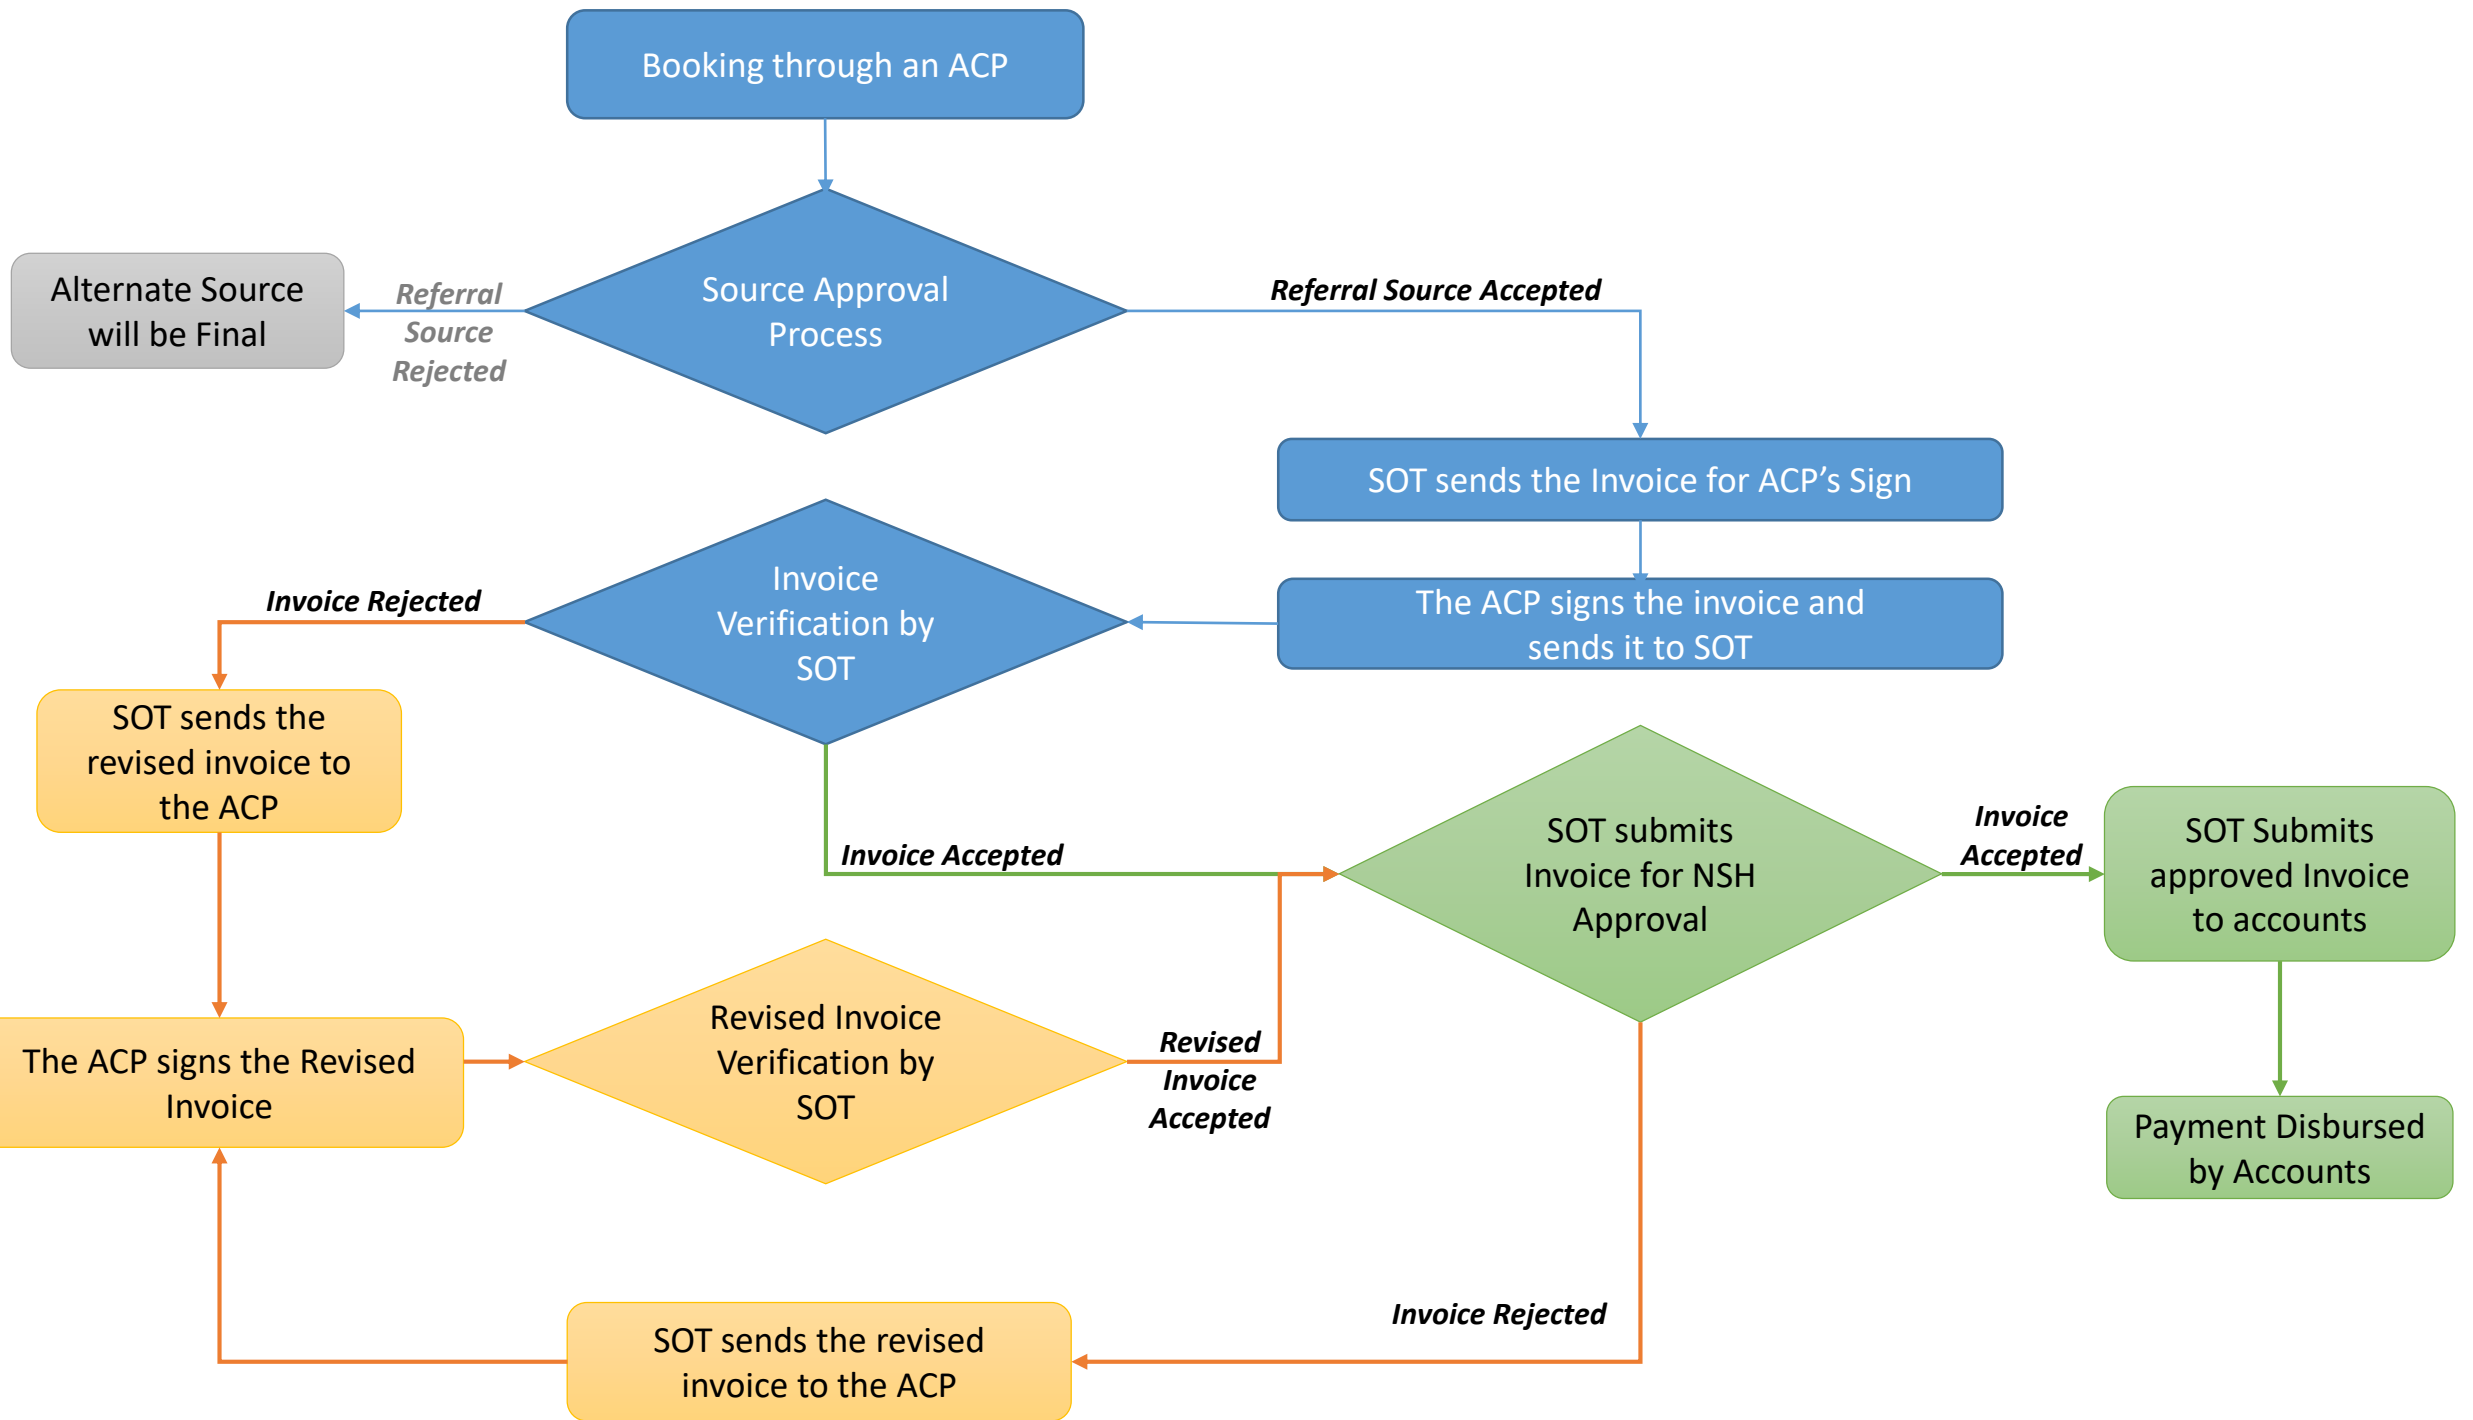 Booking through an ACP
Alternate Source
will be Final
Referral
Source
Rejected
Source Approval
Process
Referral Source Accepted
SOT sends the Invoice for ACP’s Sign
The ACP signs the invoice and
sends it to SOT
Invoice
Verification by
SOT
Invoice Rejected
SOT sends the
revised invoice to
the ACP
Invoice Accepted
SOT submits
Invoice for NSH
Approval
Invoice
Accepted
SOT Submits
approved Invoice
to accounts
The ACP signs the Revised
Invoice
Revised Invoice
Verification by
SOT
Revised
Invoice
Accepted
Payment Disbursed
by Accounts
Invoice Rejected
SOT sends the revised
invoice to the ACP